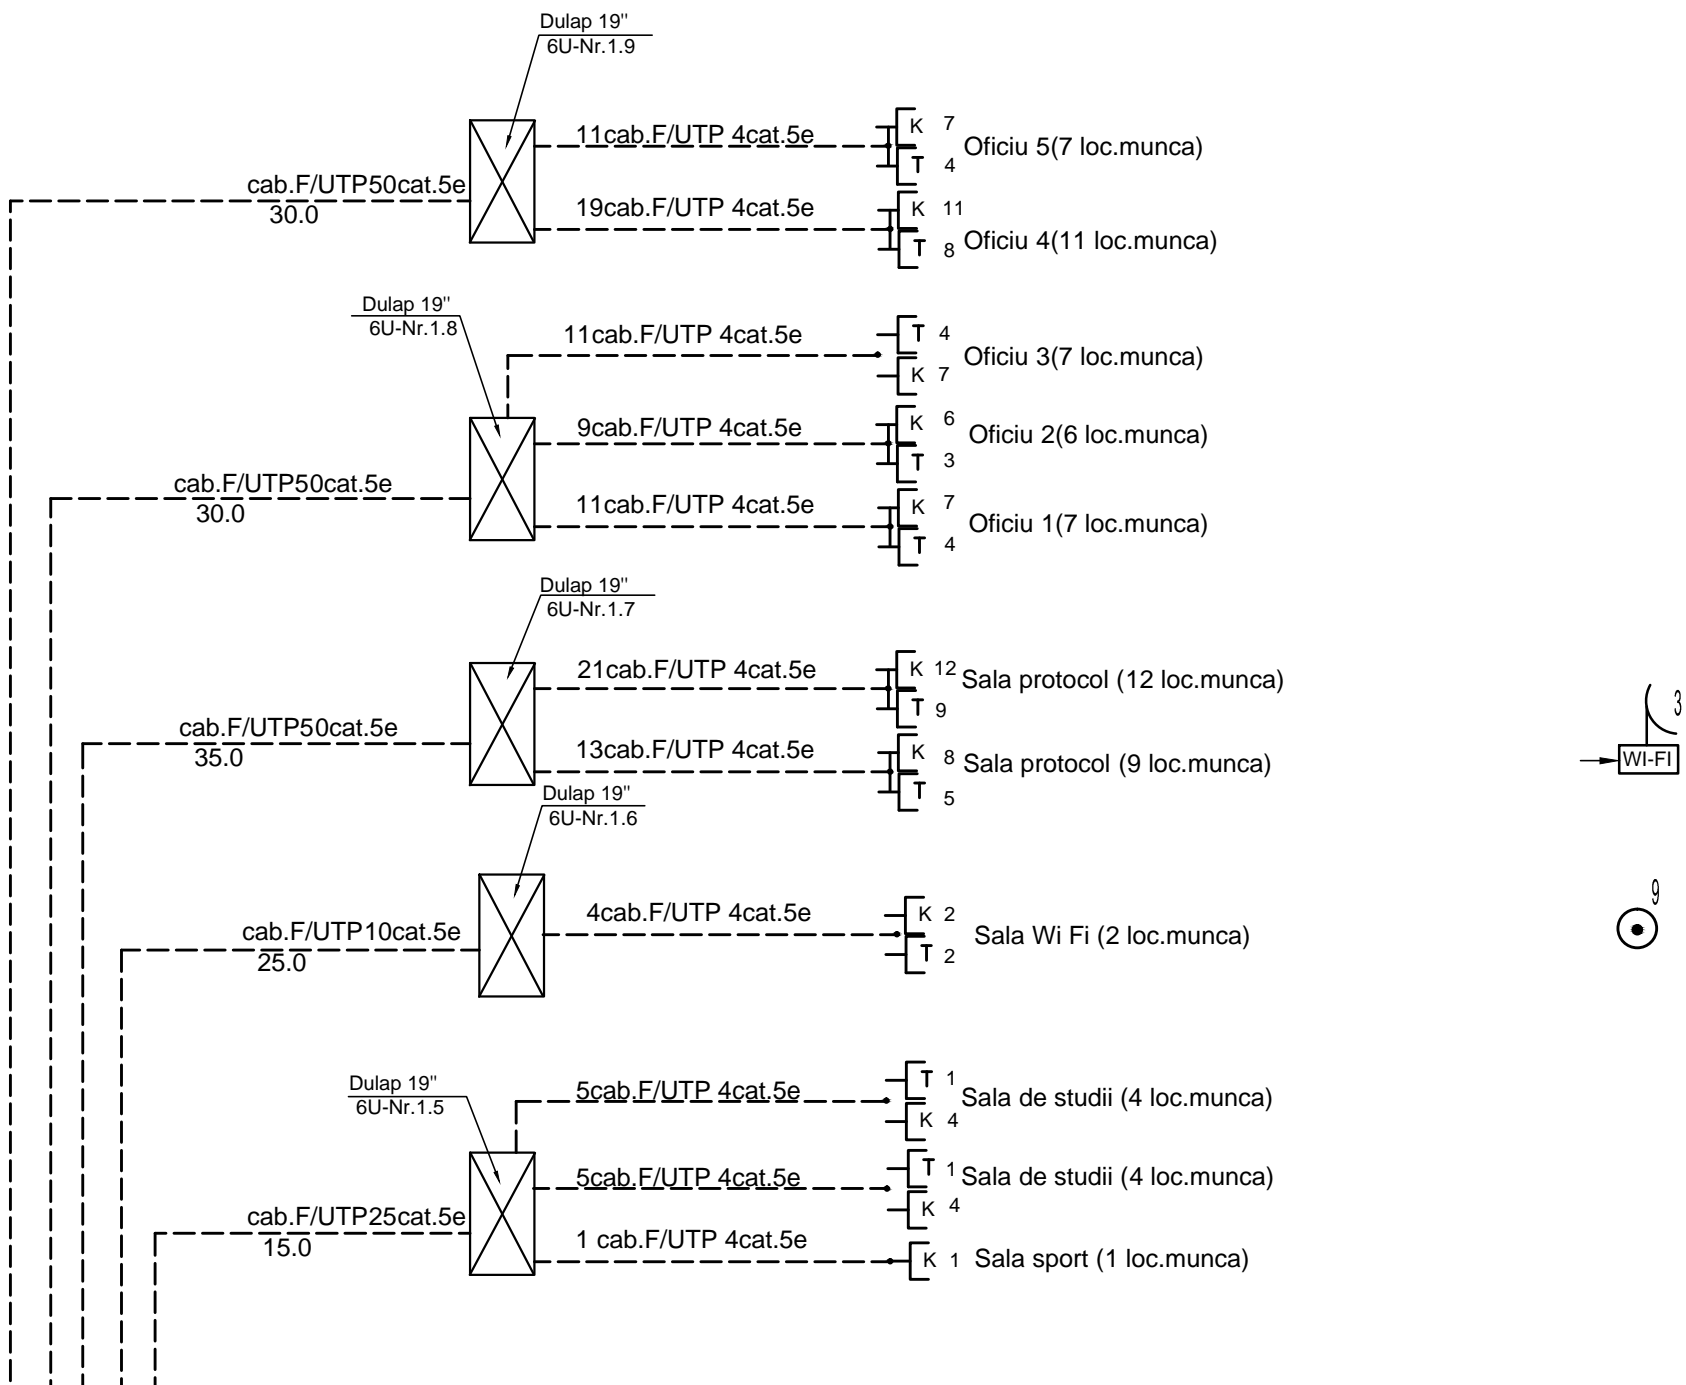 Dulap 19"
6U-Nr.1.9
11cab.F/UTP 4cat.5e
K 7
T 4
Oficiu 5(7 loc.munca)
cab.F/UTP50cat.5e
30.0
19cab.F/UTP 4cat.5e
K 11
T 8
Oficiu 4(11 loc.munca)
Dulap 19"
6U-Nr.1.8
11cab.F/UTP 4cat.5e
T 4
K 7
Oficiu 3(7 loc.munca)
9cab.F/UTP 4cat.5e
K 6
T 3
Oficiu 2(6 loc.munca)
cab.F/UTP50cat.5e
30.0
11cab.F/UTP 4cat.5e
K 7
T 4
Oficiu 1(7 loc.munca)
Dulap 19"
6U-Nr.1.7
21cab.F/UTP 4cat.5e
K 12
T 9
Sala protocol (12 loc.munca)
cab.F/UTP50cat.5e
35.0
13cab.F/UTP 4cat.5e
K 8
T 5
Sala protocol (9 loc.munca)
3
WI-FI
Dulap 19"
6U-Nr.1.6
4cab.F/UTP 4cat.5e
K 2
T 2
Sala Wi Fi (2 loc.munca)
cab.F/UTP10cat.5e
25.0
9
Dulap 19"
6U-Nr.1.5
5cab.F/UTP 4cat.5e
T 1
K 4
Sala de studii (4 loc.munca)
5cab.F/UTP 4cat.5e
T 1
K 4
Sala de studii (4 loc.munca)
cab.F/UTP25cat.5e
15.0
1 cab.F/UTP 4cat.5e
K 1
Sala sport (1 loc.munca)